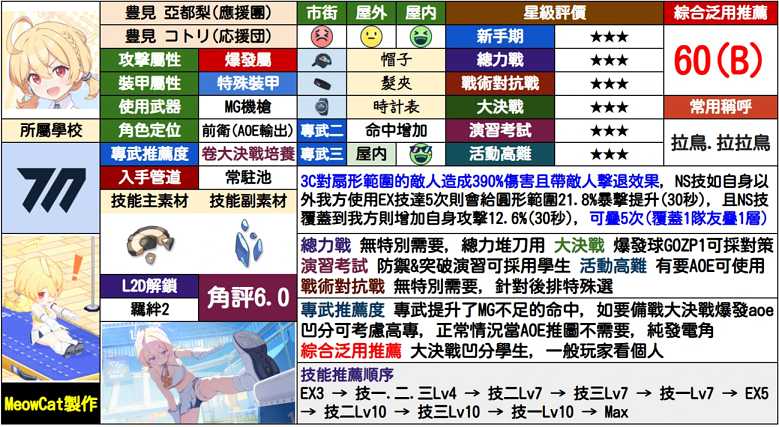 豊見 亞都梨(應援團)
豊見 コトリ(応援団)
市街 屋外 屋內
星級評價
綜合泛用推薦
新手期 ★★★
60(B)
攻擊屬性 爆發屬
帽子
總力戰 ★★★
裝甲屬性 特殊裝甲
髮夾
戰術對抗戰 ★★★
使用武器 MG機槍
時計表
大決戰 ★★★
常用稱呼
所屬學校
角色定位 前衛(AOE輸出)
專武二 命中增加
演習考試 ★★★
拉鳥.拉拉鳥
專武推薦度 卷大決戰培養
專武三 屋內
活動高難 ★★★
入手管道 常駐池
3C對扇形範圍的敵人造成390%傷害且帶敵人擊退效果, NS技如自身以
外我方使用EX技達5次則會給圓形範圍21.8%暴擊提升(30秒), 且NS技
覆蓋到我方則增加自身攻擊12.6%(30秒), 可疊5次(覆蓋1隊友疊1層)
技能主素材 技能副素材
總力戰 無特別需要, 總力堆刀用 大決戰 爆發球GOZP1可採對策
演習考試 防禦&突破演習可採用學生 活動高難 有要AOE可使用
戰術對抗戰 無特別需要, 針對後排特殊選
L2D解鎖
羈絆2
角評6.0
專武推薦度 專武提升了MG不足的命中, 如要備戰大決戰爆發aoe
凹分可考慮高專, 正常情況當AOE推圖不需要, 純發電角
綜合泛用推薦 大決戰凹分學生, 一般玩家看個人
技能推薦順序
EX3 → 技一.二.三Lv4 → 技二Lv7 → 技三Lv7 → 技一Lv7 → EX5
→ 技二Lv10 → 技三Lv10 → 技一Lv10 → Max
MeowCat製作